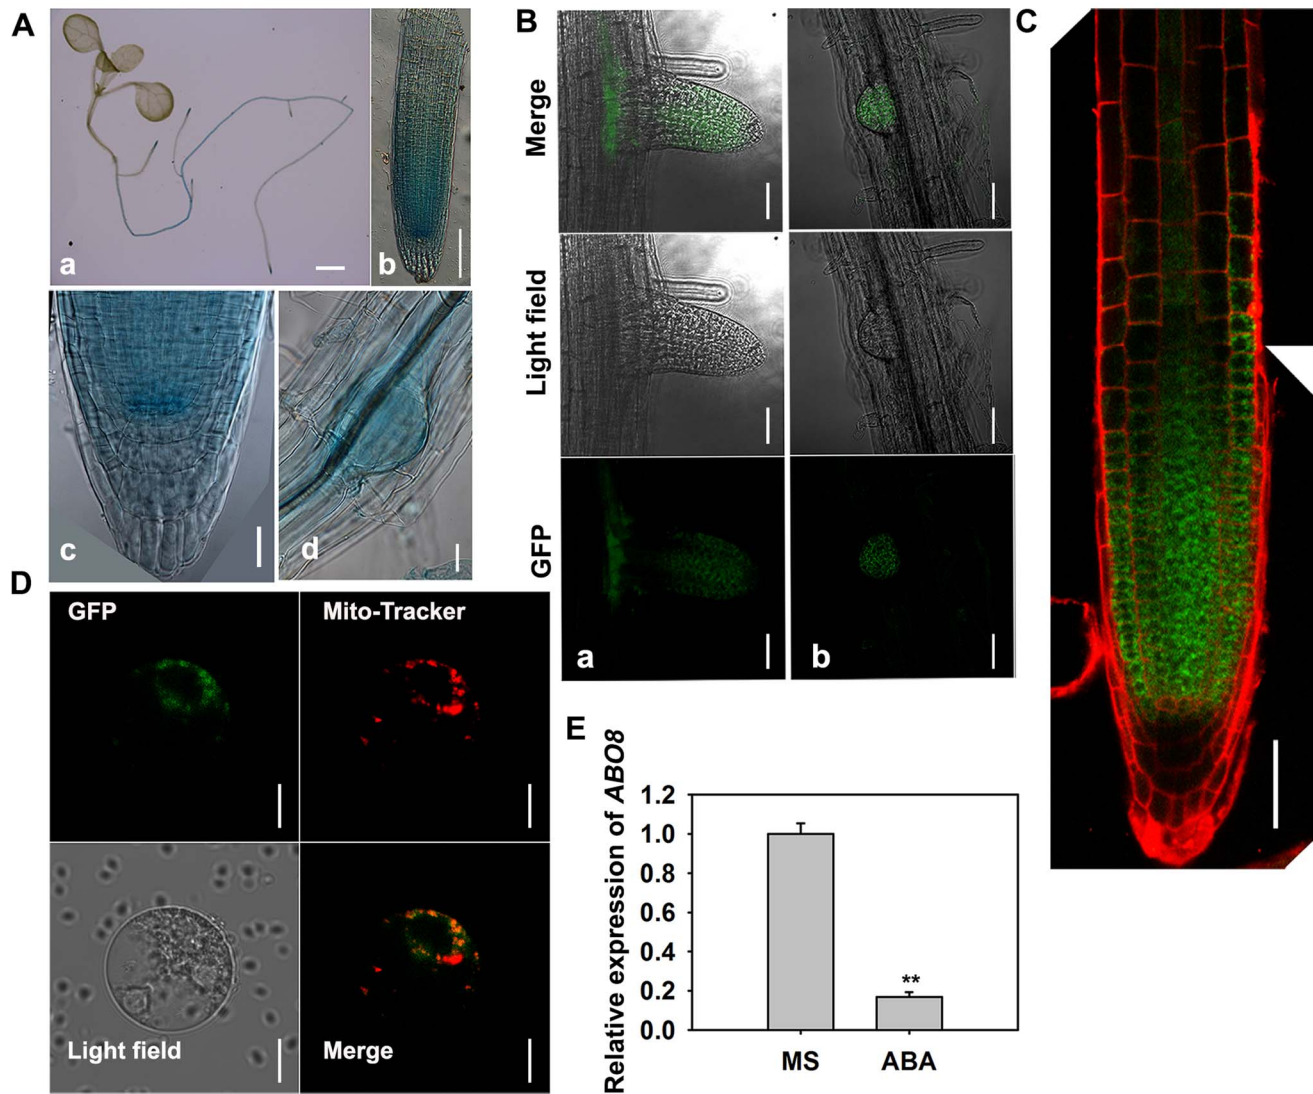 A
a
b
c
d
B
Merge
Light field
GFP
a
b
C
D
GFP
Mito-Tracker
Light field
Merge
E
Relative expression of ABO8
1.2
1.0
0.8
0.6
0.4
0.2
0.0
**
MS
ABA